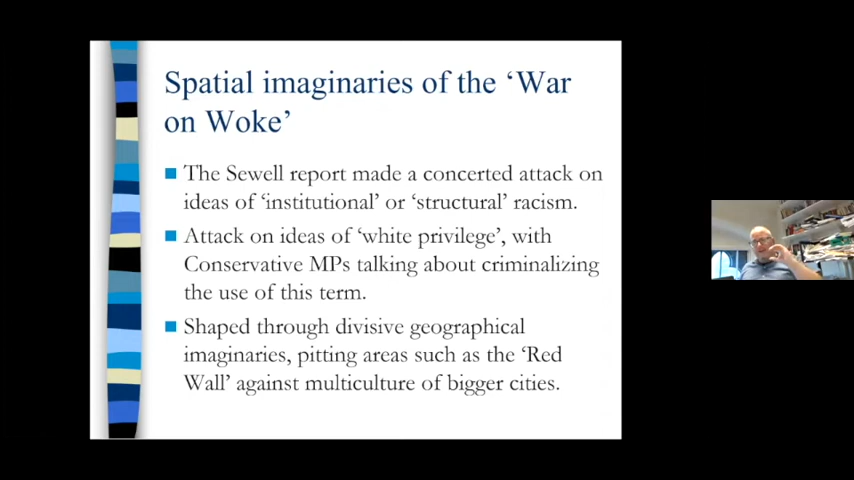 Spatial imaginaries of the ‘War
on Woke’
The Sewell report made a concerted attack on
ideas of ‘institutional’ or ‘structural’ racism.
Attack on ideas of ‘white privilege’, with
Conservative MPs talking about criminalizing
the use of this term.
Shaped through divisive geographical
imaginaries, pitting areas such as the ‘Red
Wall’ against multiculture of bigger cities.